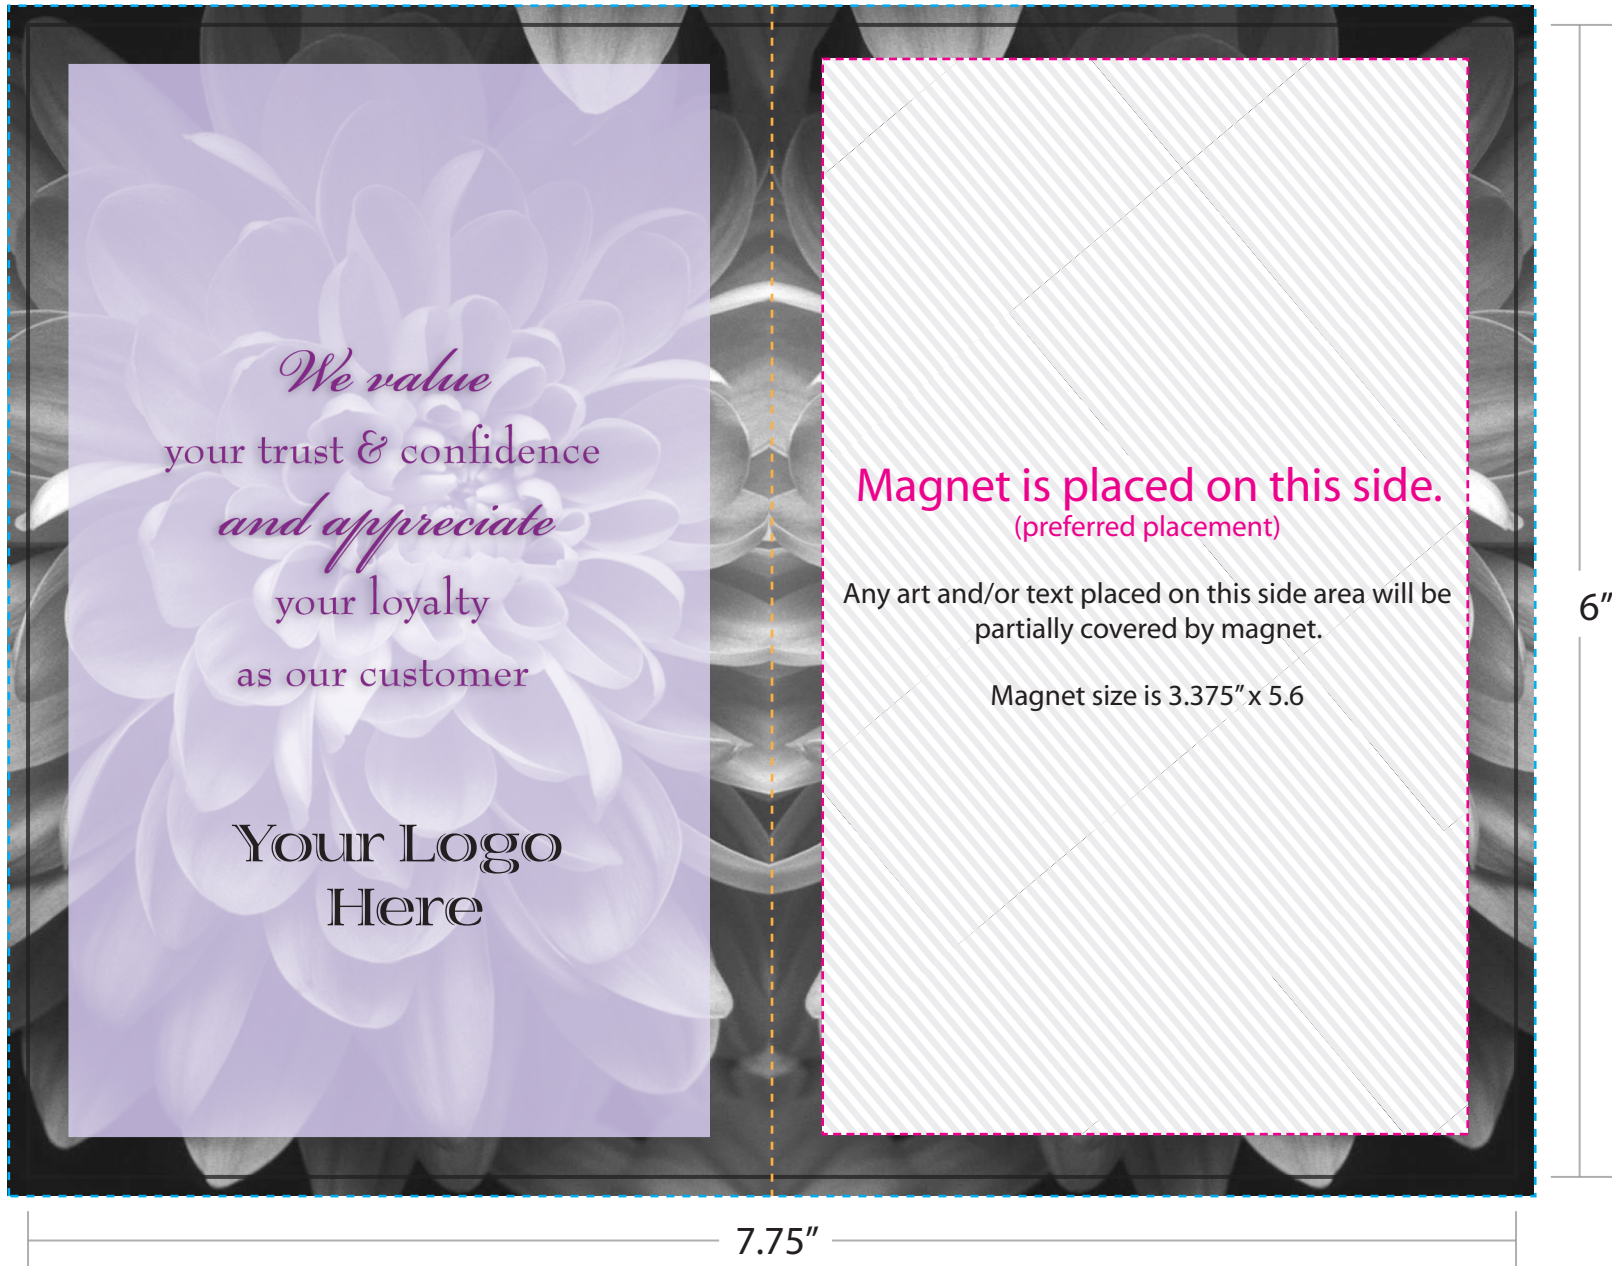 We value
your trust & confidence
and appreciate
your loyalty
as our customer
Your Logo
Here
Magnet is placed on this side.
(preferred placement)
Any art and/or text placed on this side area will be
partially covered by magnet.
Magnet size is 3.375” x 5.6
6”
7.75”